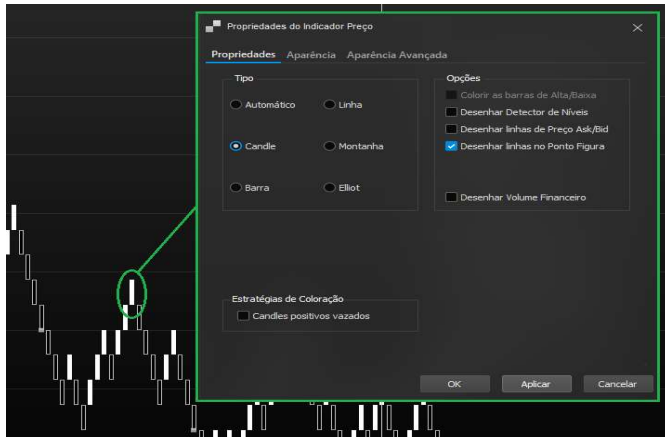 Propriedades do Indicador Preço
Propriedades Aparência Aparência Avançada
Tipo
Automático Linha
Candle Montanha
Barra Elliot
Opções
Colorir as barras de Alta/Baixa
Desenhar Detector de Níveis
Desenhar linhas de Preço Ask/Bid
Desenhar linhas no Ponto Figura
Desenhar Volume Financeiro
Estratégias de Coloração
Candles positivos vazados
OK Aplicar Cancelar